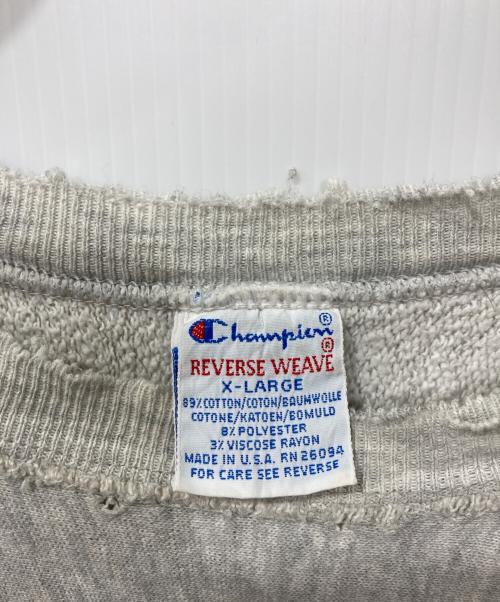 Champion®
REVERSE WEAVE®
X-LARGE
89% COTTON/COTON/BAUMWOLLE
COTONE/KATOEN/BOMULD
8% POLYESTER
3% VISCOSE RAYON
MADE IN U.S.A. RN 26094
FOR CARE SEE REVERSE